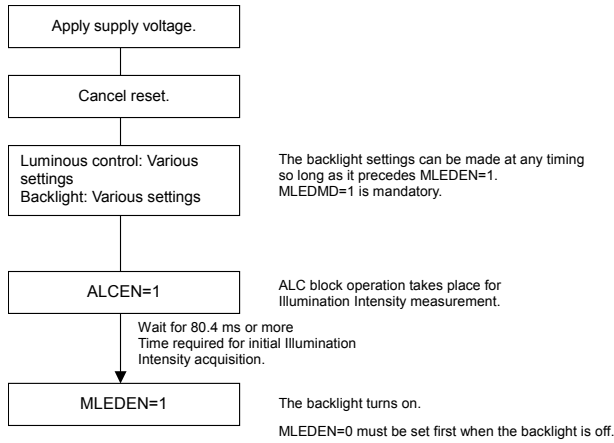 Apply supply voltage.
Cancel reset.
Luminous control: Various
settings
Backlight: Various settings
The backlight settings can be made at any timing
so long as it precedes MLEDEN=1.
MLEDMD=1 is mandatory.
ALCEN=1
ALC block operation takes place for
Illumination Intensity measurement.
Wait for 80.4 ms or more
Time required for initial Illumination
Intensity acquisition.
MLEDEN=1
The backlight turns on.
MLEDEN=0 must be set first when the backlight is off.